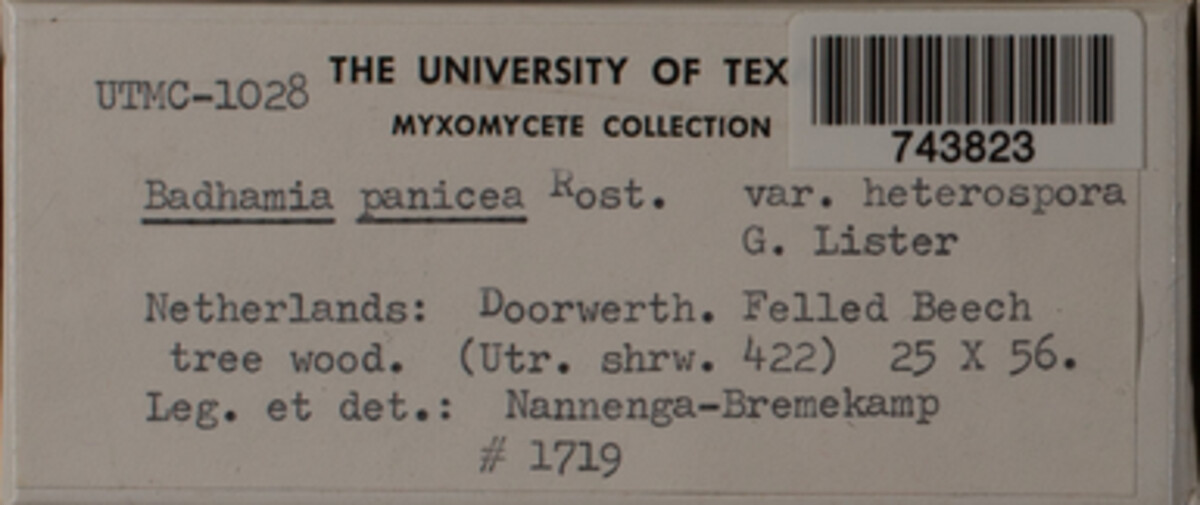 UTMC-1028 THE UNIVERSITY OF TEX
MYXOMYCETE COLLECTION
743823
Badhamia panicea Rost. var. heterospora
G. Lister
Netherlands: Doorwerth. Felled Beech
tree wood. (Utr. shrw. 422) 25 X 56.
Leg. et det.: Nannenga-Bremekamp
# 1719